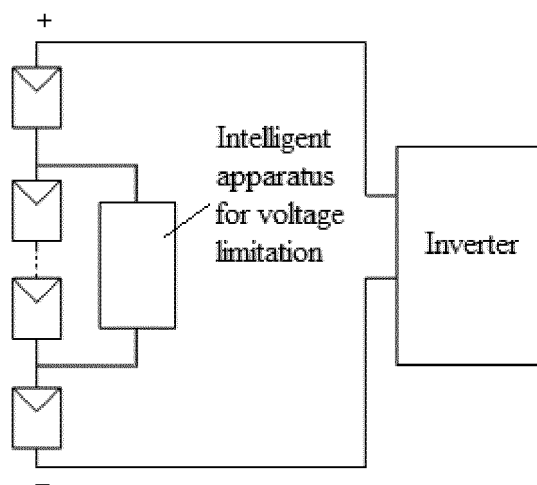 +
Intelligent
apparatus
for voltage
limitation
Inverter
−